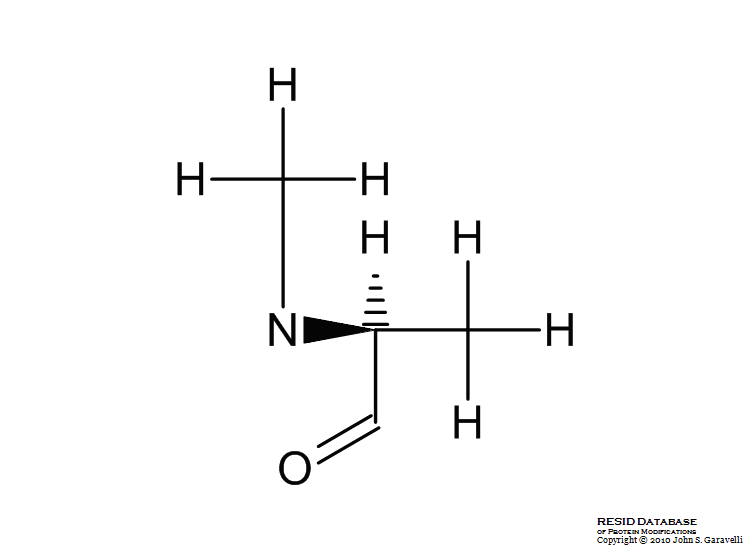 H
H H
H H
N H
H
O
RESID DATABASE
OF PROTEIN MODIFICATIONS
Copyright © 2010 John S. Garavelli